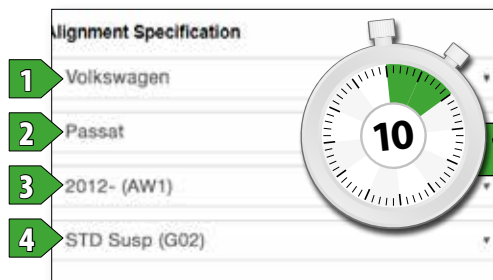 Alignment Specification
1 Volkswagen
2 Passat
10
3 2012- (AW1)
4 STD Susp (G02)